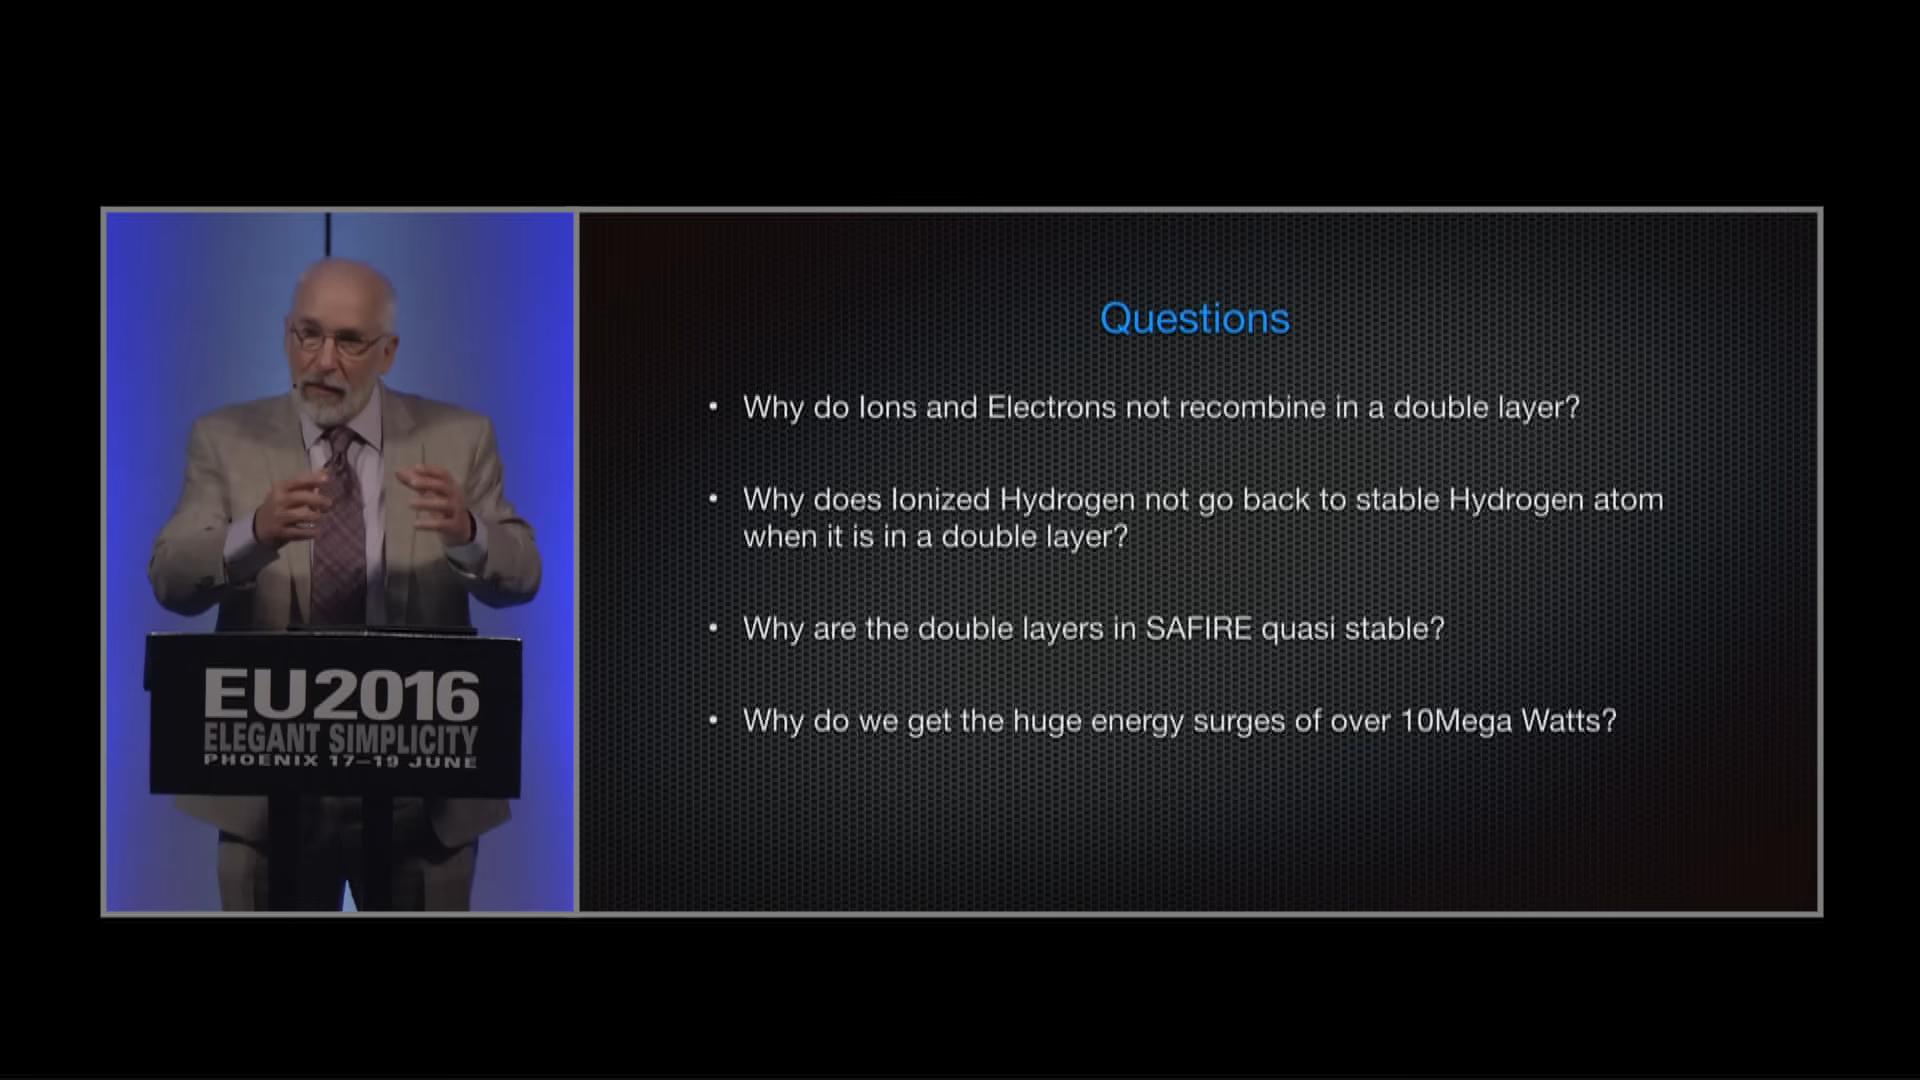 EU2016
ELEGANT SIMPLICITY
PHOENIX 17–19 JUNE
Questions
• Why do Ions and Electrons not recombine in a double layer?
• Why does Ionized Hydrogen not go back to stable Hydrogen atom
when it is in a double layer?
• Why are the double layers in SAFIRE quasi stable?
• Why do we get the huge energy surges of over 10Mega Watts?